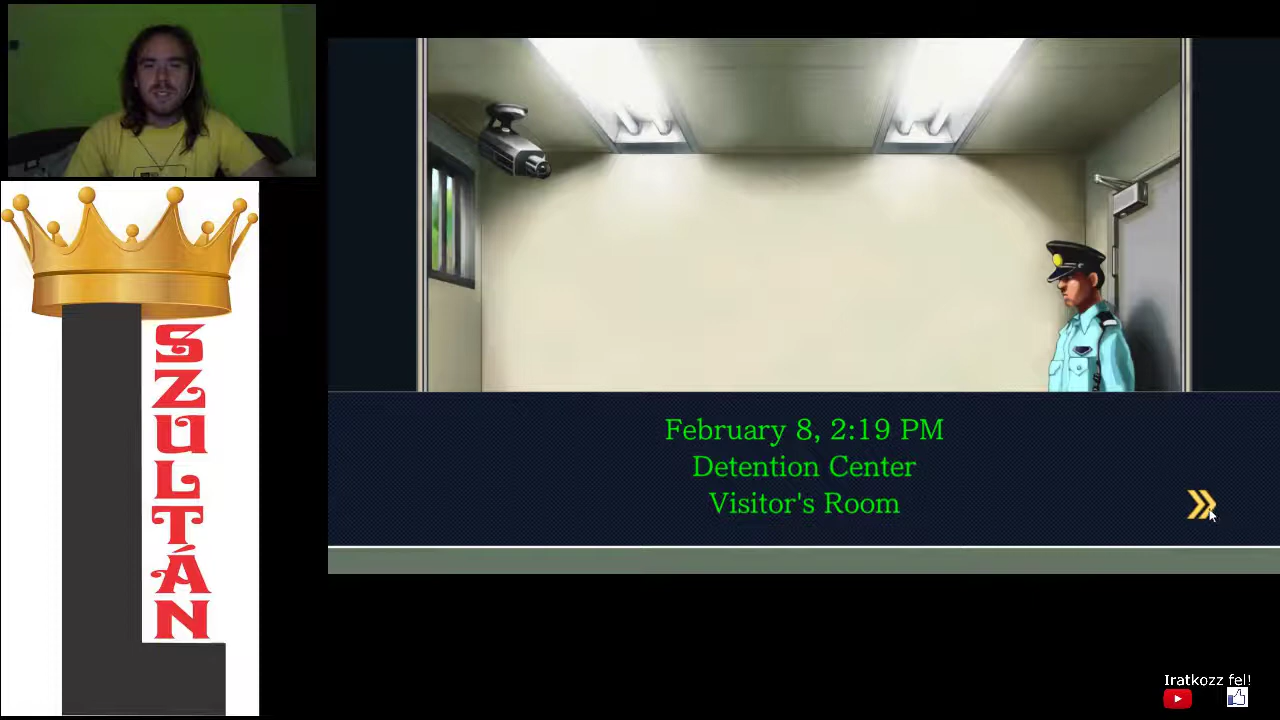 L
SZULTÁN
February 8, 2:19 PM
Detention Center
Visitor's Room
Iratkozz fel!